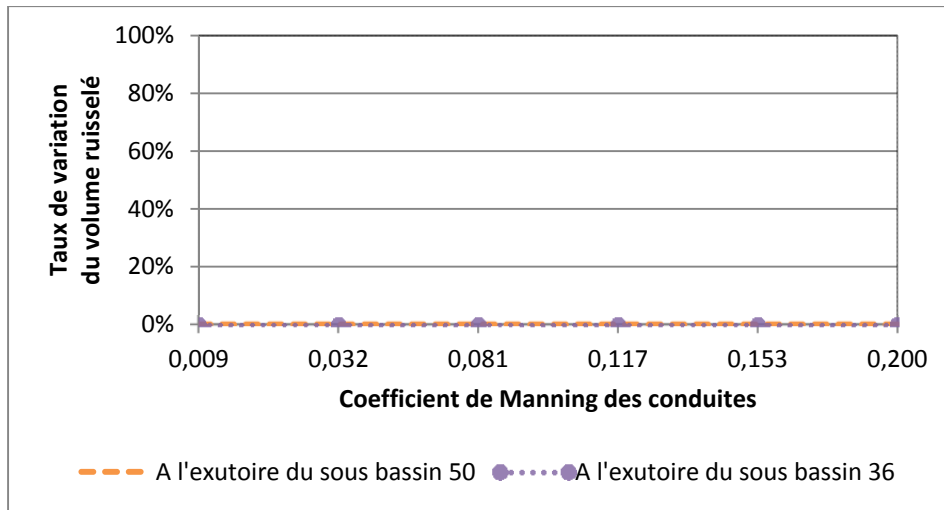 100%
80%
60%
40%
20%
0%
Taux de variation
du volume ruisselé
0,009 0,032 0,081 0,117 0,153 0,200
Coefficient de Manning des conduites
A l'exutoire du sous bassin 50 A l'exutoire du sous bassin 36